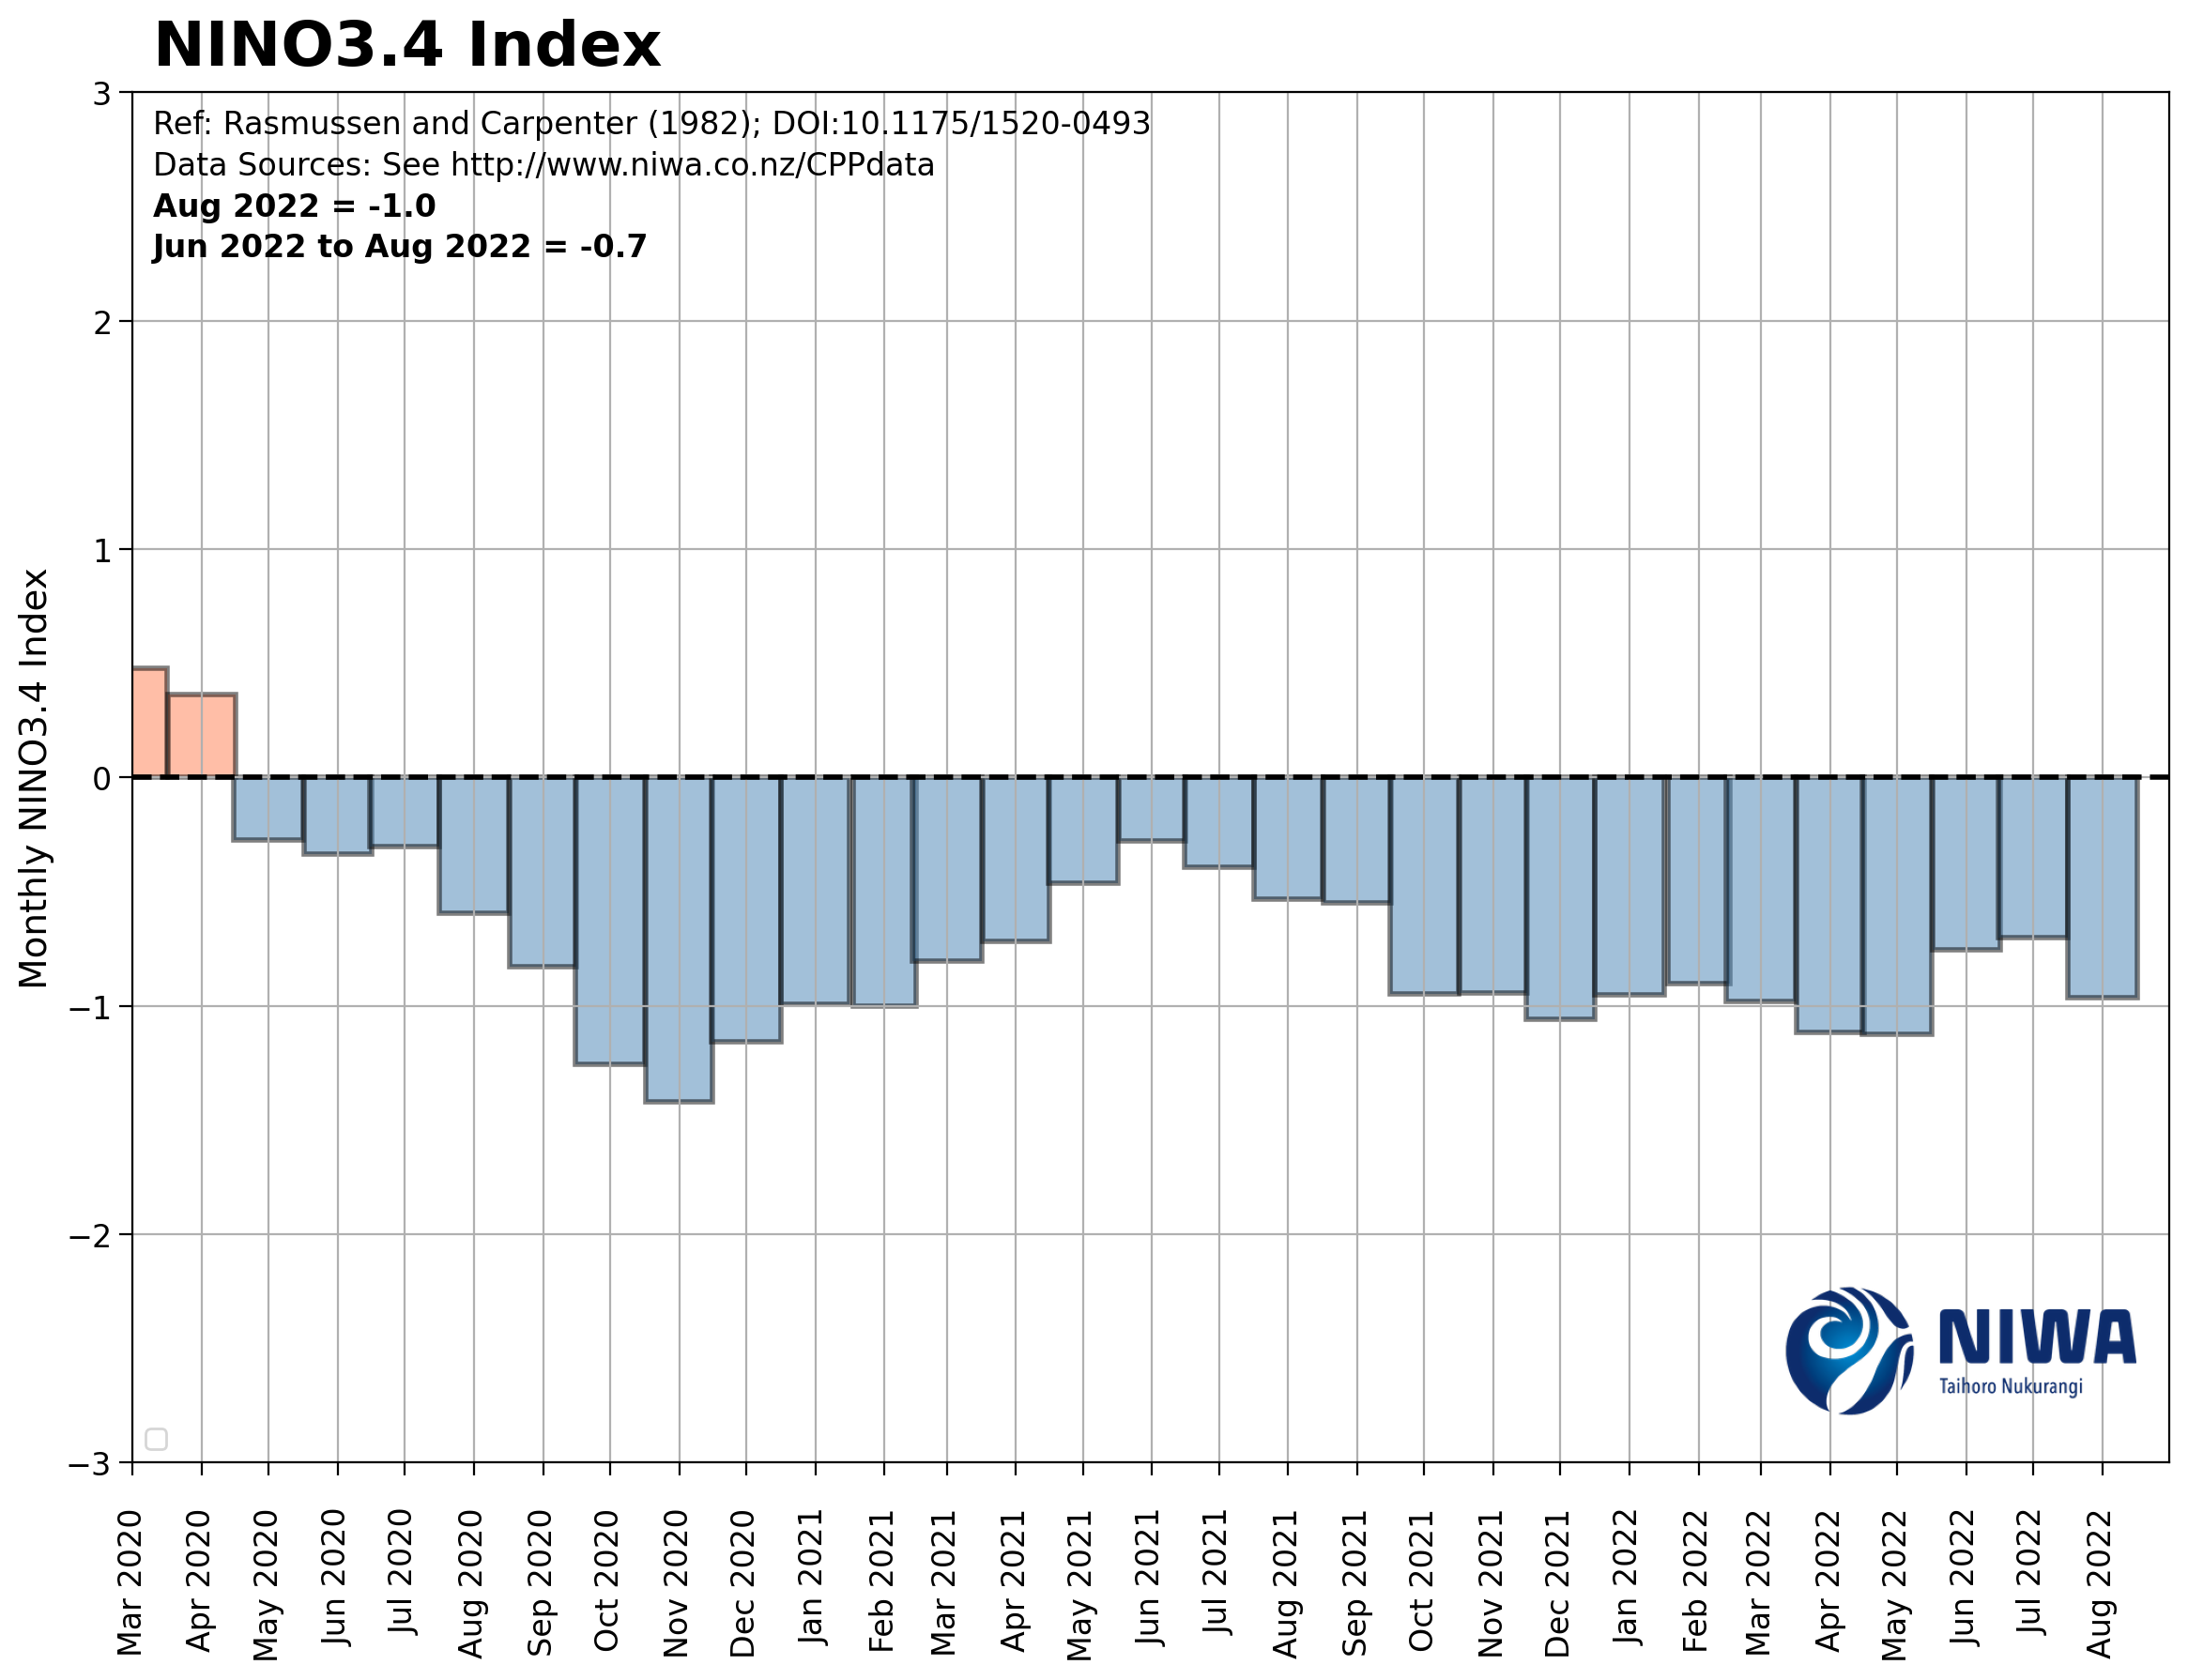 NINO3.4 Index
Ref: Rasmussen and Carpenter (1982); DOI:10.1175/1520-0493
Data Sources: See http://www.niwa.co.nz/CPPdata
Aug 2022 = -1.0
Jun 2022 to Aug 2022 = -0.7
Monthly NINO3.4 Index
3
2
1
0
−1
−2
−3
NIWA
Taihoro Nukurangi
Mar 2020
Apr 2020
May 2020
Jun 2020
Jul 2020
Aug 2020
Sep 2020
Oct 2020
Nov 2020
Dec 2020
Jan 2021
Feb 2021
Mar 2021
Apr 2021
May 2021
Jun 2021
Jul 2021
Aug 2021
Sep 2021
Oct 2021
Nov 2021
Dec 2021
Jan 2022
Feb 2022
Mar 2022
Apr 2022
May 2022
Jun 2022
Jul 2022
Aug 2022